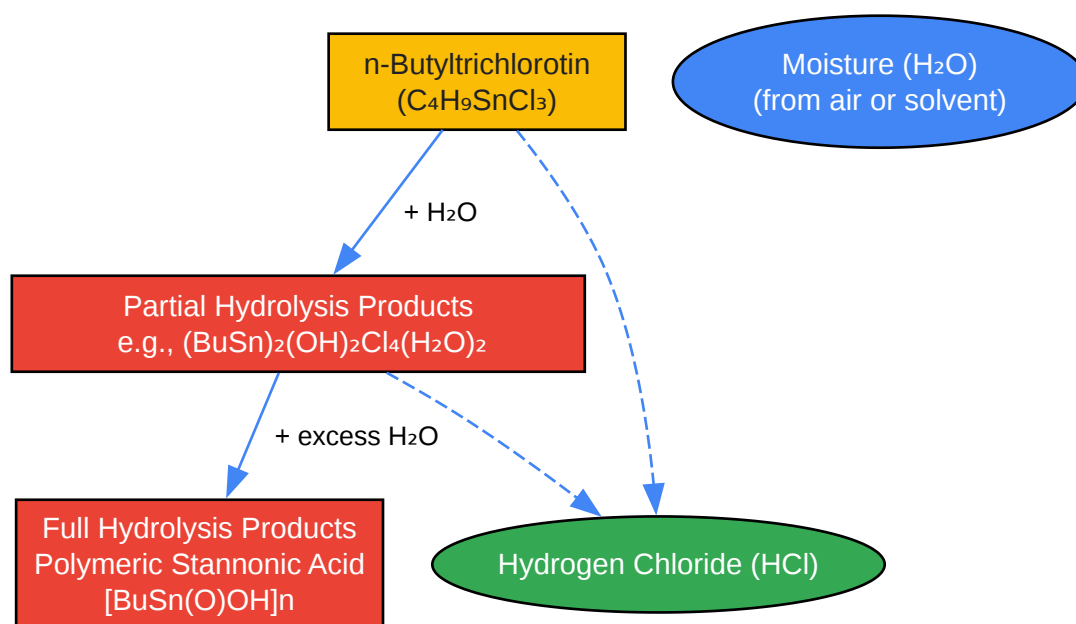 n-Butyltrichlorotin
(C₄H₉SnCl₃)
Moisture (H₂O)
(from air or solvent)
+ H₂O
Partial Hydrolysis Products
e.g., (BuSn)₂(OH)₂Cl₄(H₂O)₂
+ excess H₂O
Full Hydrolysis Products
Polymeric Stannonic Acid
[BuSn(O)OH]n
Hydrogen Chloride (HCl)